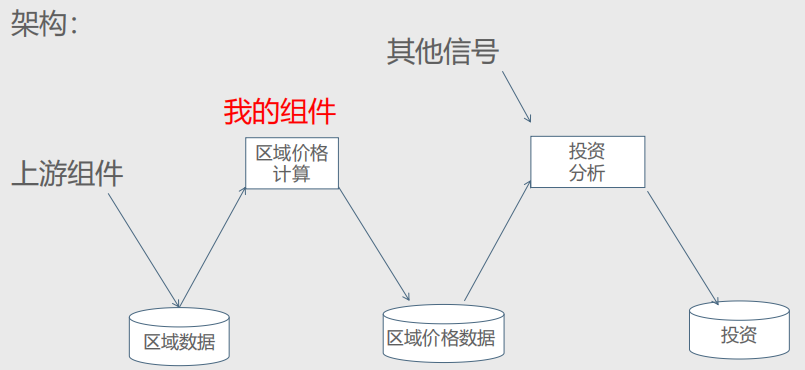 架构：
其他信号
我的组件
区域价格
计算
投资
分析
上游组件
区域数据
区域价格数据
投资